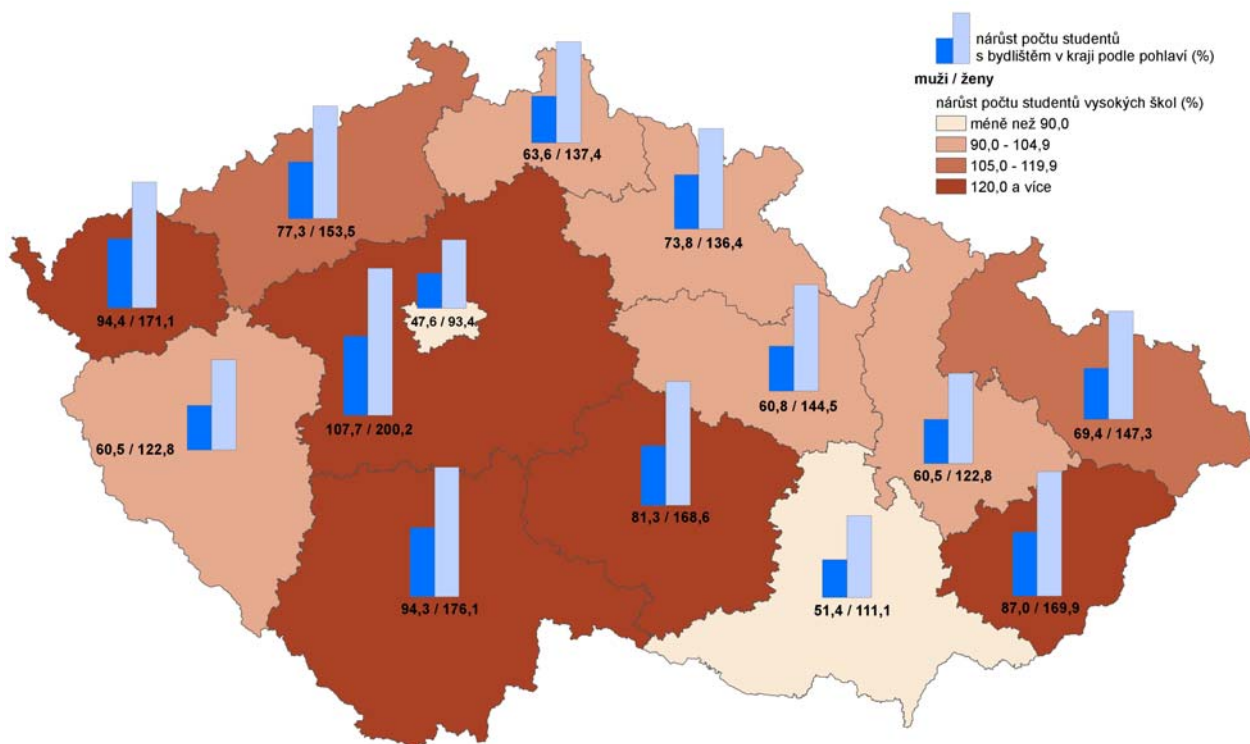 nárůst počtu studentů
s bydlištěm v kraji podle pohlaví (%)
muži / ženy
nárůst počtu studentů vysokých škol (%)
méně než 90,0
90,0 - 104,9
105,0 - 119,9
120,0 a více
63,6 / 137,4
77,3 / 153,5
73,8 / 136,4
94,4 / 171,1
47,6 / 93,4
60,8 / 144,5
107,7 / 200,2
69,4 / 147,3
60,5 / 122,8
60,5 / 122,8
81,3 / 168,6
94,3 / 176,1
51,4 / 111,1
87,0 / 169,9